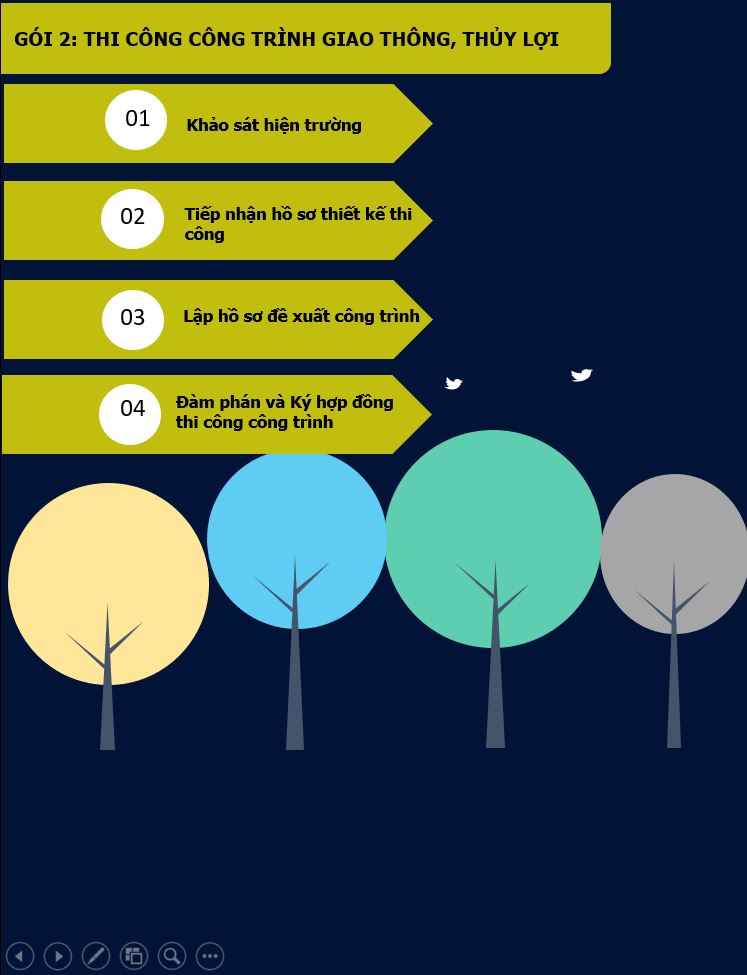 GÓI 2: THI CÔNG CÔNG TRÌNH GIAO THÔNG, THỦY LỢI
01
Khảo sát hiện trường
02
Tiếp nhận hồ sơ thiết kế thi
công
03
Lập hồ sơ đề xuất công trình
04
Đàm phán và Ký hợp đồng
thi công công trình